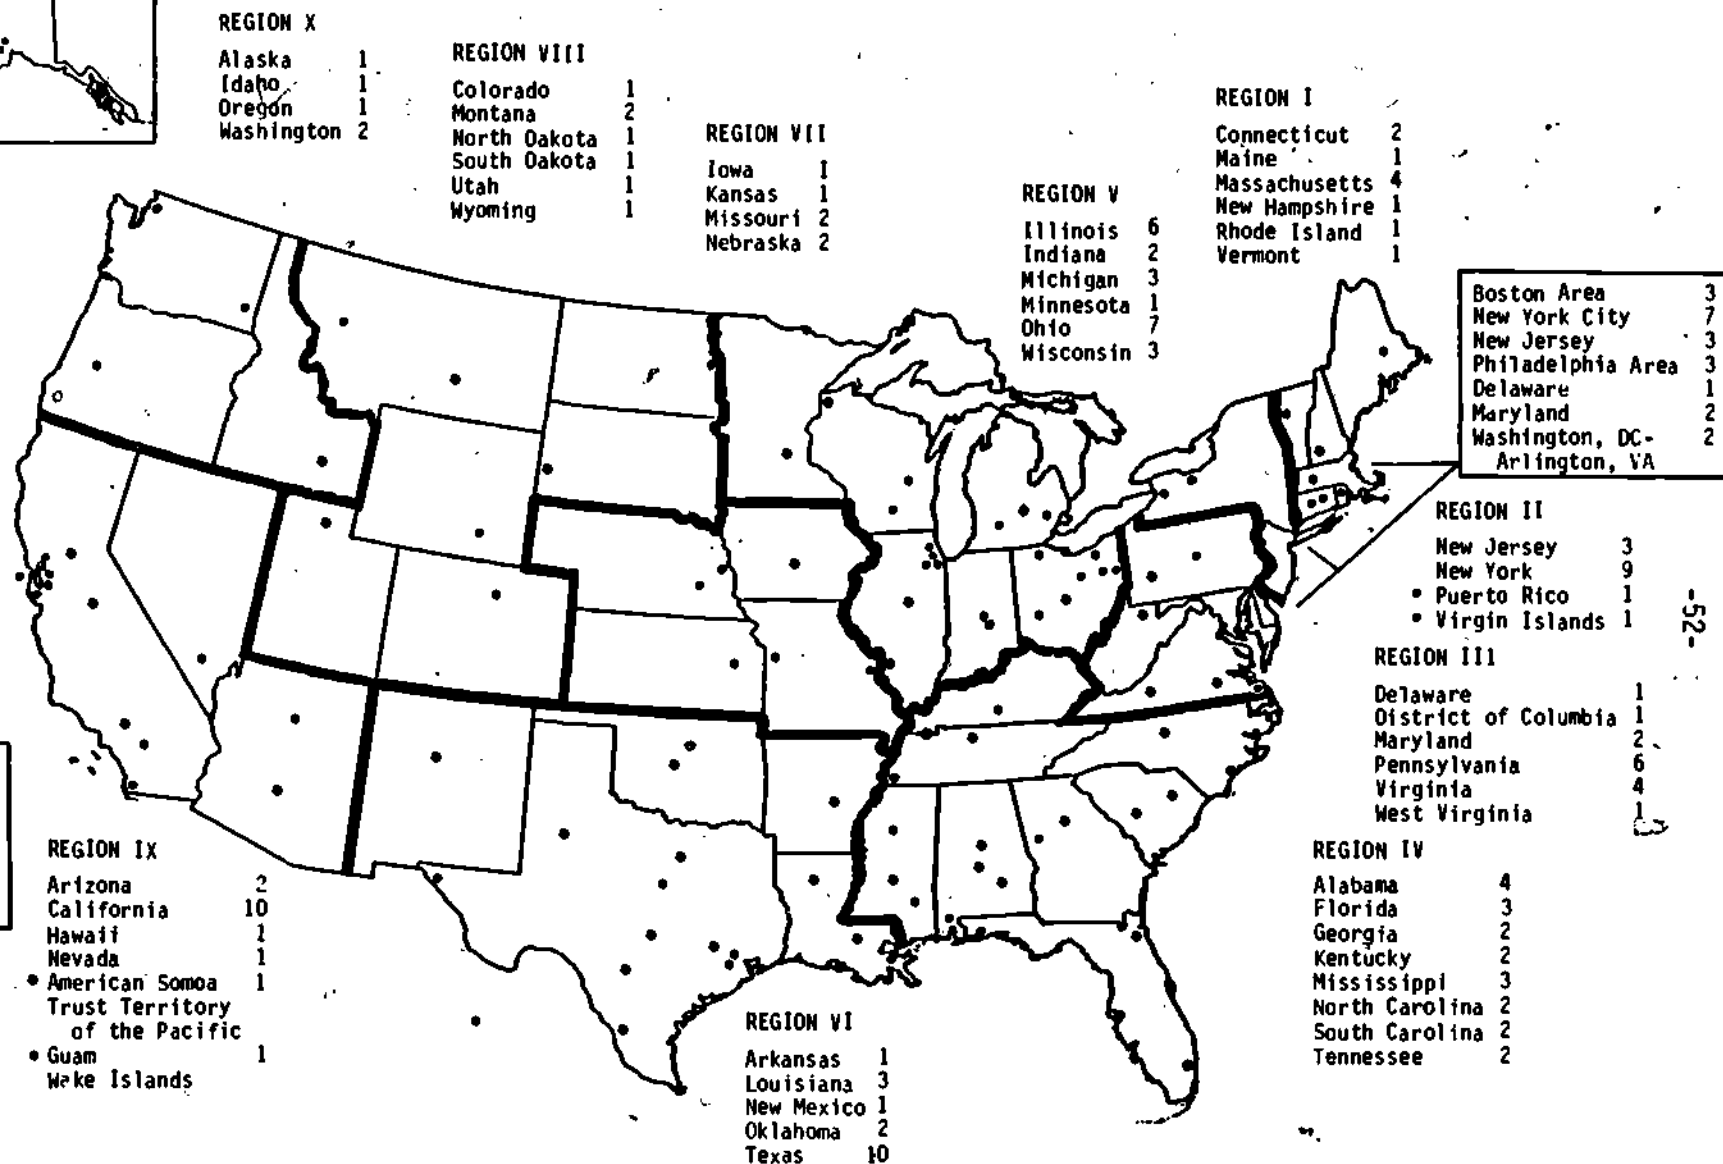 REGION X
Alaska 1
Idaho 1
Oregon 1
Washington 2
REGION VIII
Colorado 1
Montana 2
North Oakota 1
South Oakota 1
Utah 1
Wyoming 1
REGION VII
Iowa 1
Kansas 1
Missouri 2
Nebraska 2
REGION V
Illinois 6
Indiana 2
Michigan 3
Minnesota 1
Ohio 7
Wisconsin 3
REGION I
Connecticut 2
Maine 1
Massachusetts 4
New Hampshire 1
Rhode Island 1
Vermont 1
Boston Area 3
New York City 7
New Jersey 3
Philadelphia Area 3
Delaware 1
Maryland 2
Washington, DC- 2
Arlington, VA
REGION II
New Jersey 3
New York 9
• Puerto Rico 1
• Virgin Islands 1
-52-
REGION III
Delaware 1
District of Columbia 1
Maryland 2
Pennsylvania 6
Virginia 4
West Virginia 1
REGION IX
Arizona 2
California 10
Hawaii 1
Nevada 1
• American Somoa 1
Trust Territory
of the Pacific
• Guam 1
Wake Islands
REGION IV
Alabama 4
Florida 3
Georgia 2
Kentucky 2
Mississippi 3
North Carolina 2
South Carolina 2
Tennessee 2
REGION VI
Arkansas 1
Louisiana 3
New Mexico 1
Oklahoma 2
Texas 10